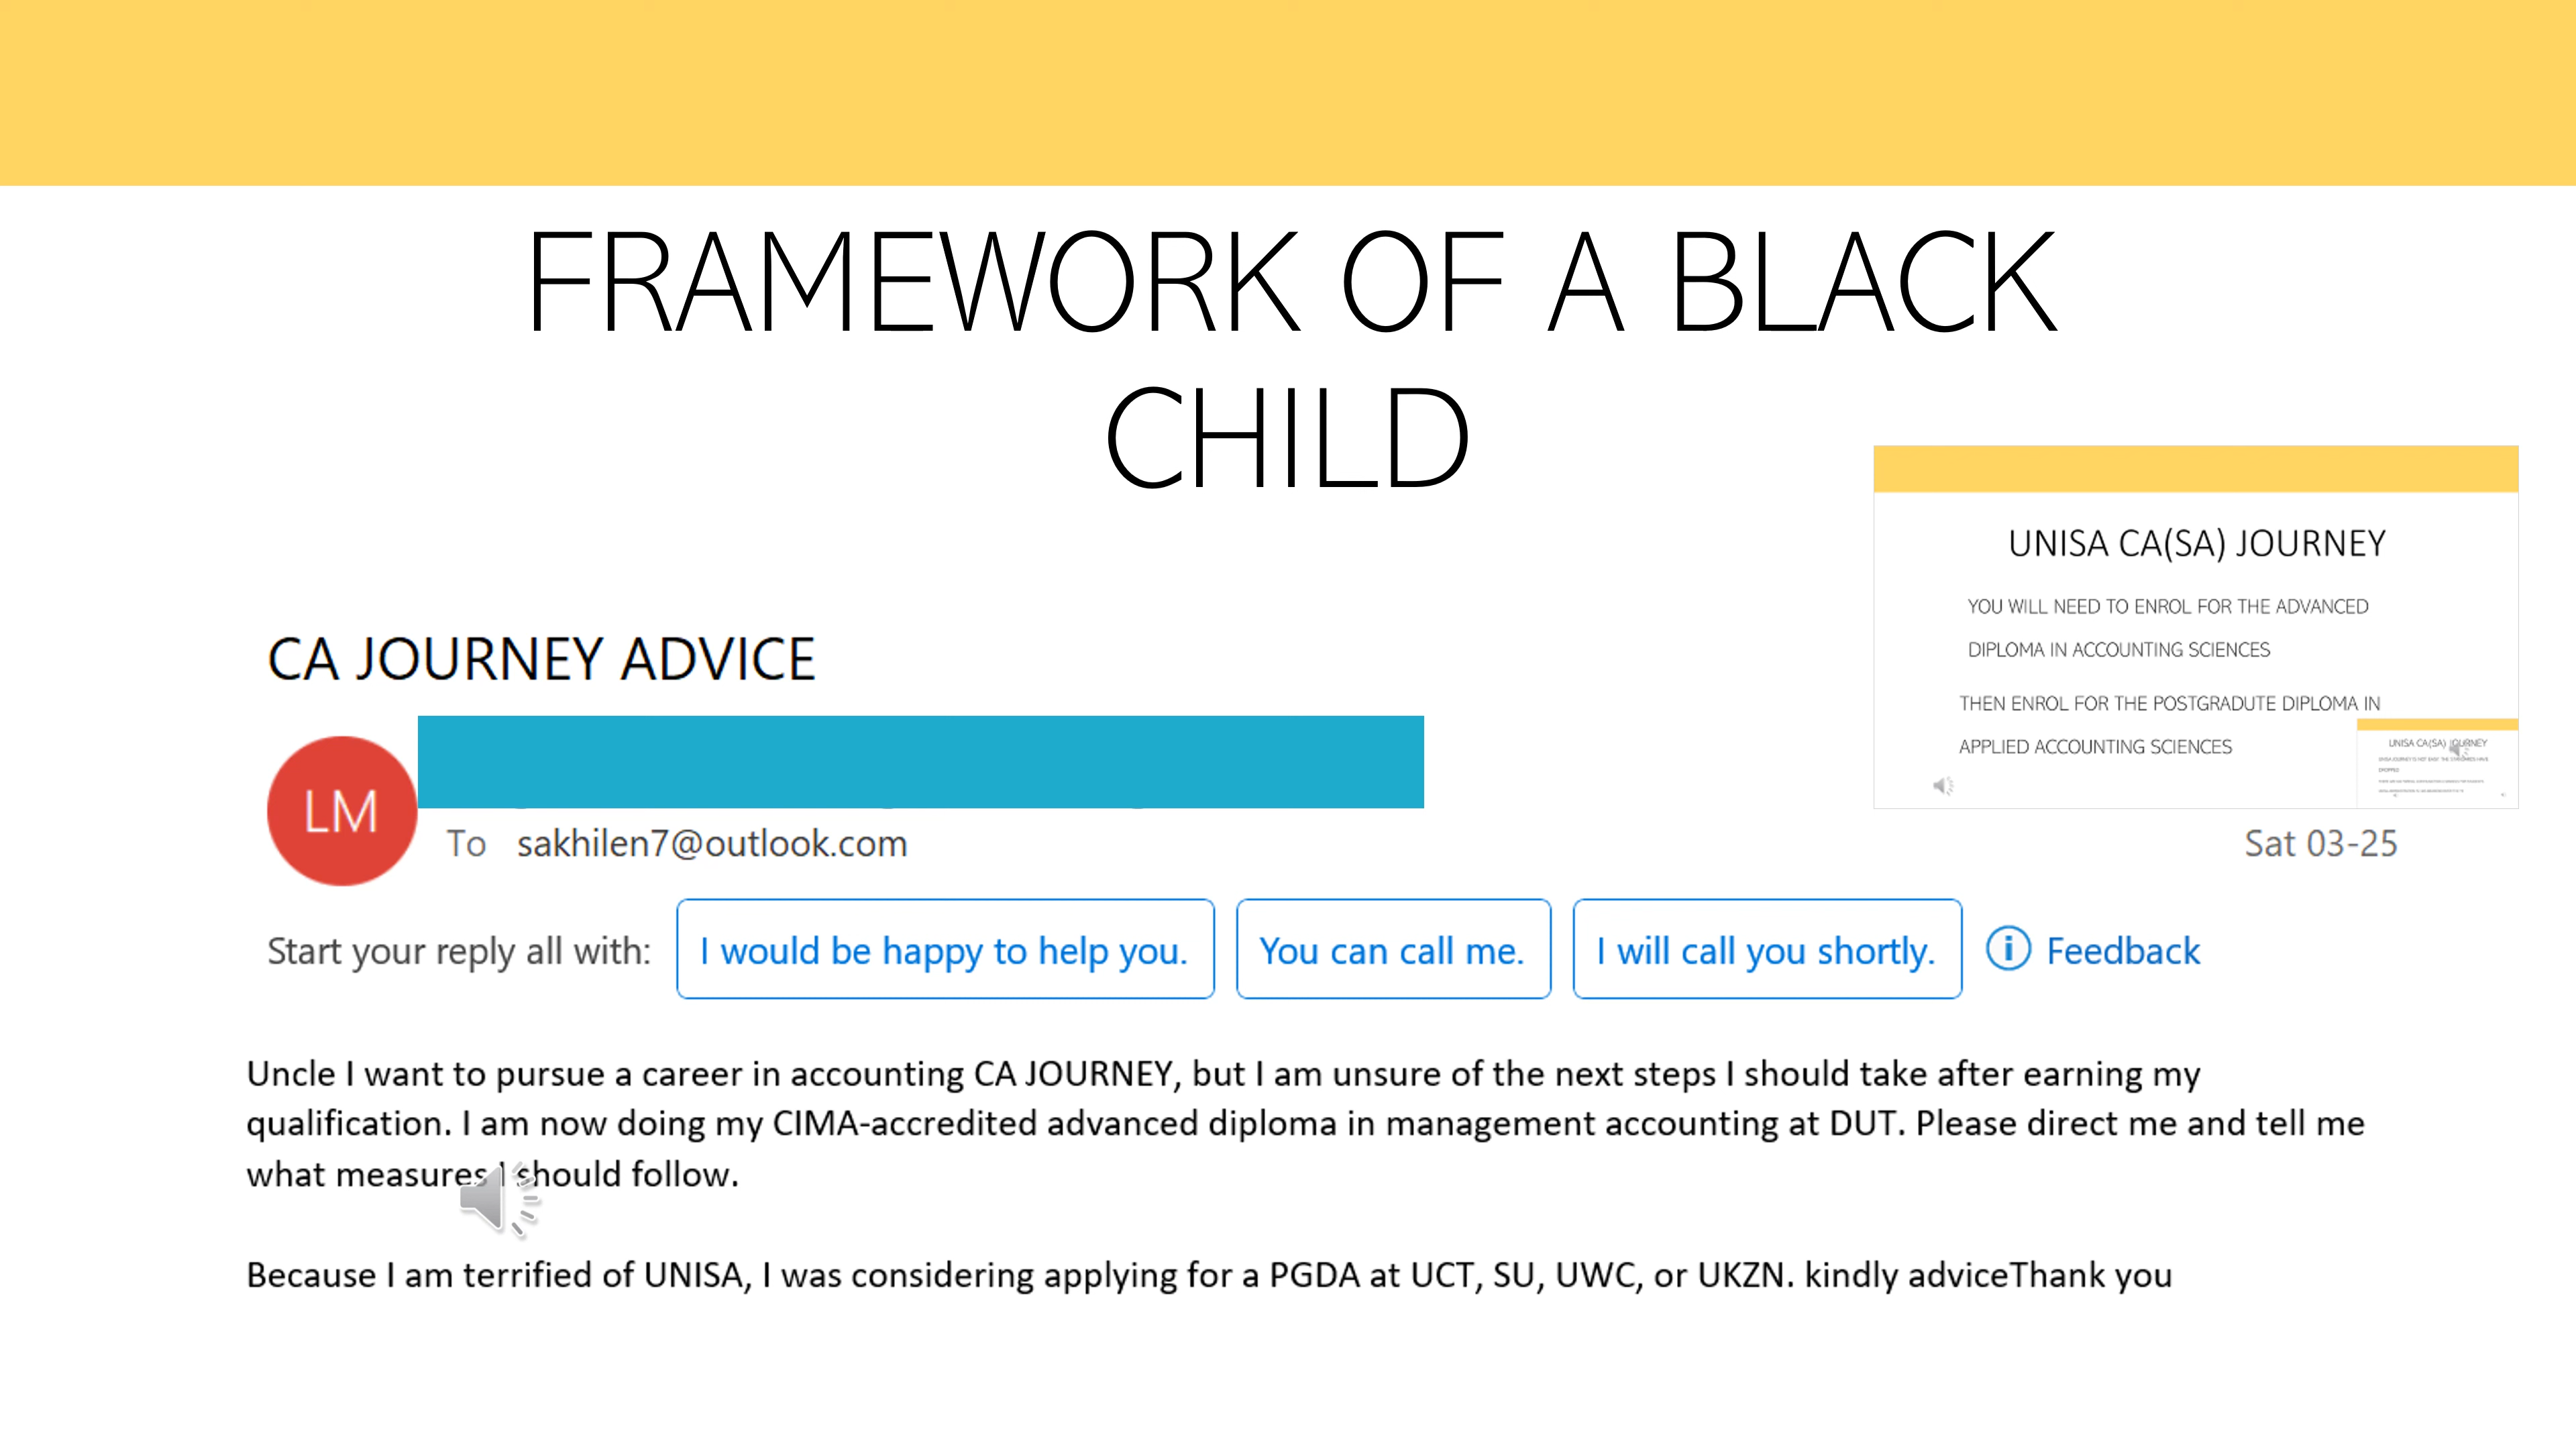 FRAMEWORK OF A BLACK
CHILD
UNISA CA(SA) JOURNEY
YOU WILL NEED TO ENROL FOR THE ADVANCED
DIPLOMA IN ACCOUNTING SCIENCES
THEN ENROL FOR THE POSTGRADUTE DIPLOMA IN
APPLIED ACCOUNTING SCIENCES
UNISA CA(SA) JOURNEY
CA JOURNEY ADVICE
LM
To sakhilen7@outlook.com
Sat 03-25
Start your reply all with: I would be happy to help you. You can call me. I will call you shortly. Feedback
Uncle I want to pursue a career in accounting CA JOURNEY, but I am unsure of the next steps I should take after earning my
qualification. I am now doing my CIMA-accredited advanced diploma in management accounting at DUT. Please direct me and tell me
what measures I should follow.
Because I am terrified of UNISA, I was considering applying for a PGDA at UCT, SU, UWC, or UKZN. kindly adviceThank you